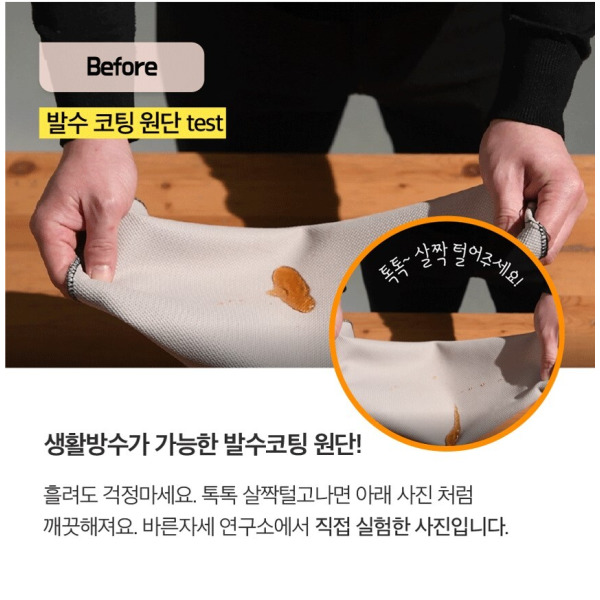 Before
발수 코팅 원단 test
톡톡~ 살짝 털어주세요!
생활방수가 가능한 발수코팅 원단!
흘려도 걱정마세요. 톡톡 살짝털고나면 아래 사진 처럼
깨끗해져요. 바른자세 연구소에서 직접 실험한 사진입니다.